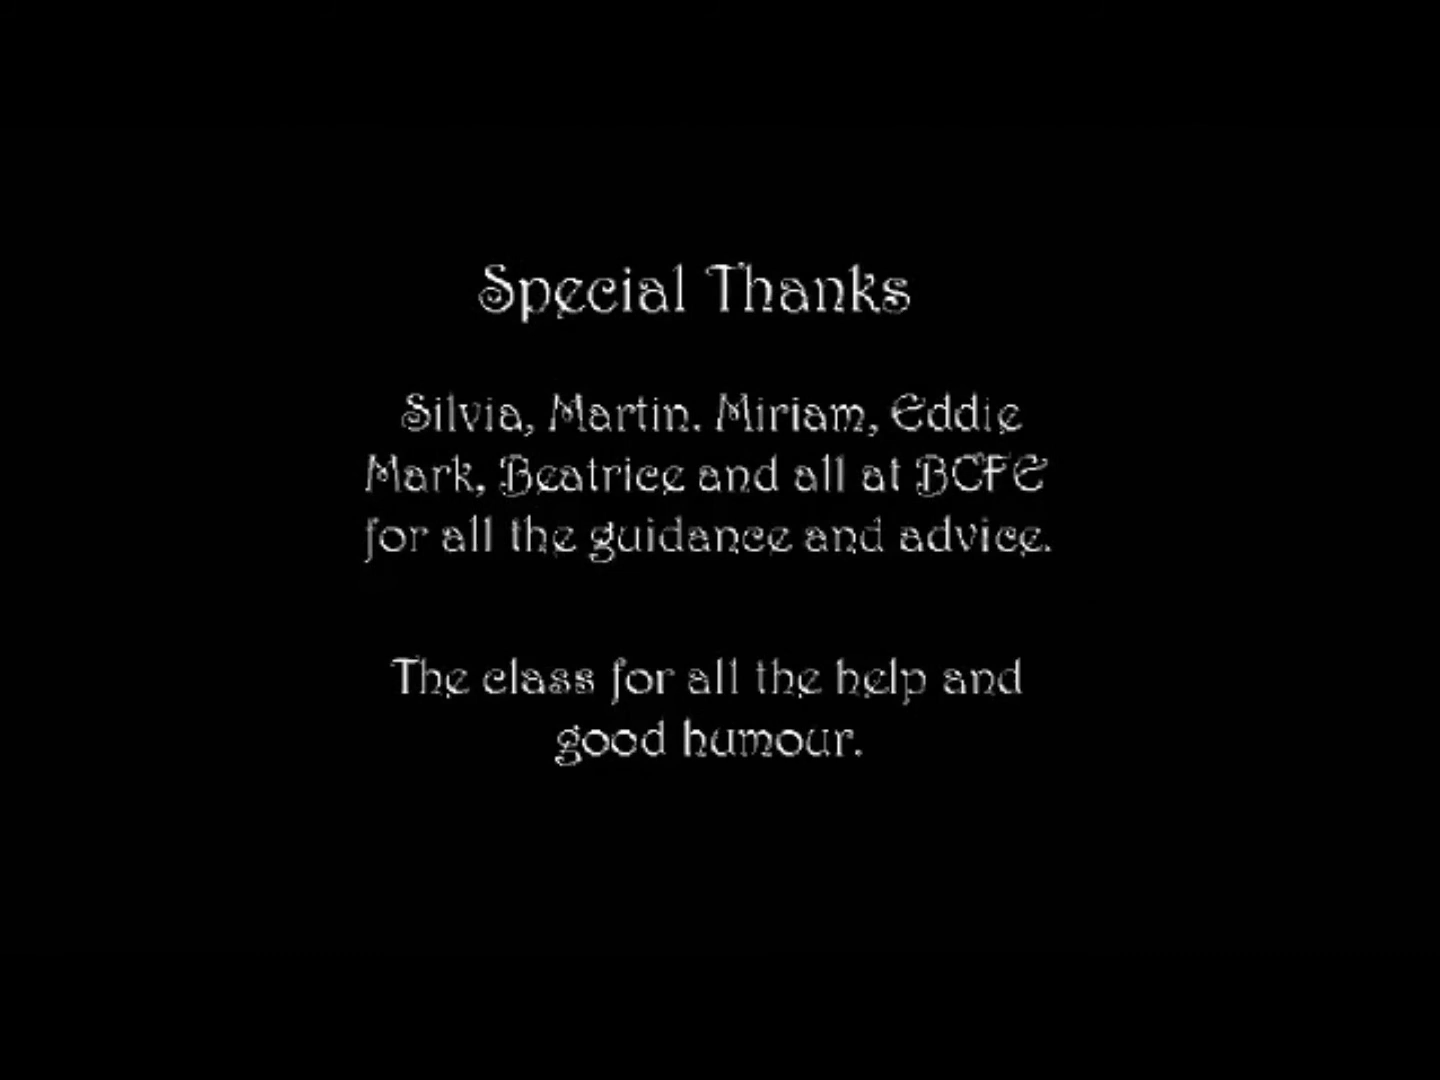 Special Thanks
Silvia, Martin. Miriam, Eddie
Mark, Beatrice and all at BCFE
for all the guidance and advice.
The class for all the help and
good humour.